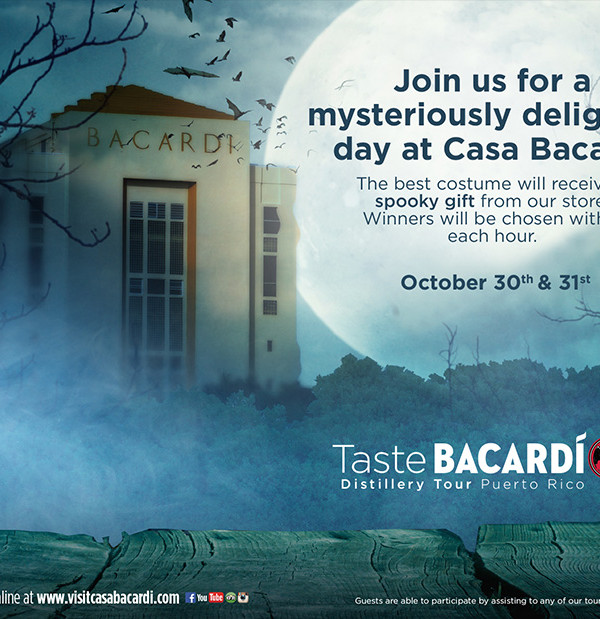 BACARDI
Join us for a
mysteriously delig
day at Casa Baca
The best costume will receiv
spooky gift from our store
Winners will be chosen with
each hour.
October 30th & 31st
Taste BACARDÍ
Distillery Tour Puerto Rico
nline at www.visitcasabacardi.com f You Tube
Guests are able to participate by assisting to any of our tour